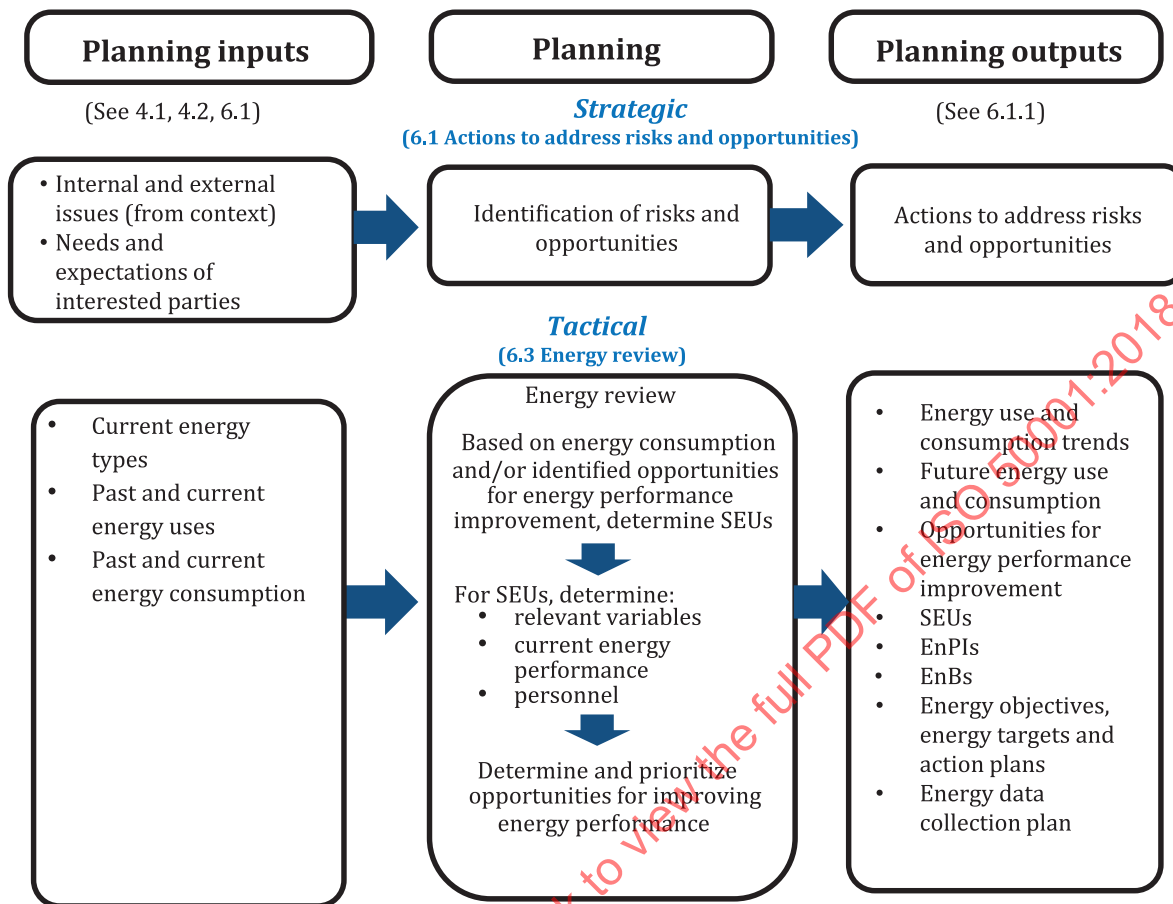 Planning inputs
Planning
Planning outputs
(See 4.1, 4.2, 6.1)
Strategic
(6.1 Actions to address risks and opportunities)
(See 6.1.1)
• Internal and external
issues (from context)
• Needs and
expectations of
interested parties
Identification of risks and
opportunities
Actions to address risks
and opportunities
Tactical
(6.3 Energy review)
• Current energy
types
• Past and current
energy uses
• Past and current
energy consumption
Energy review
Based on energy consumption
and/or identified opportunities
for energy performance
improvement, determine SEUs
For SEUs, determine:
• relevant variables
• current energy
performance
• personnel
Determine and prioritize
opportunities for improving
energy performance
• Energy use and
consumption trends
• Future energy use
and consumption
• Opportunities for
energy performance
improvement
• SEUs
• EnPIs
• EnBs
• Energy objectives,
energy targets and
action plans
• Energy data
collection plan
to view the full PDF of ISO 50001:2018